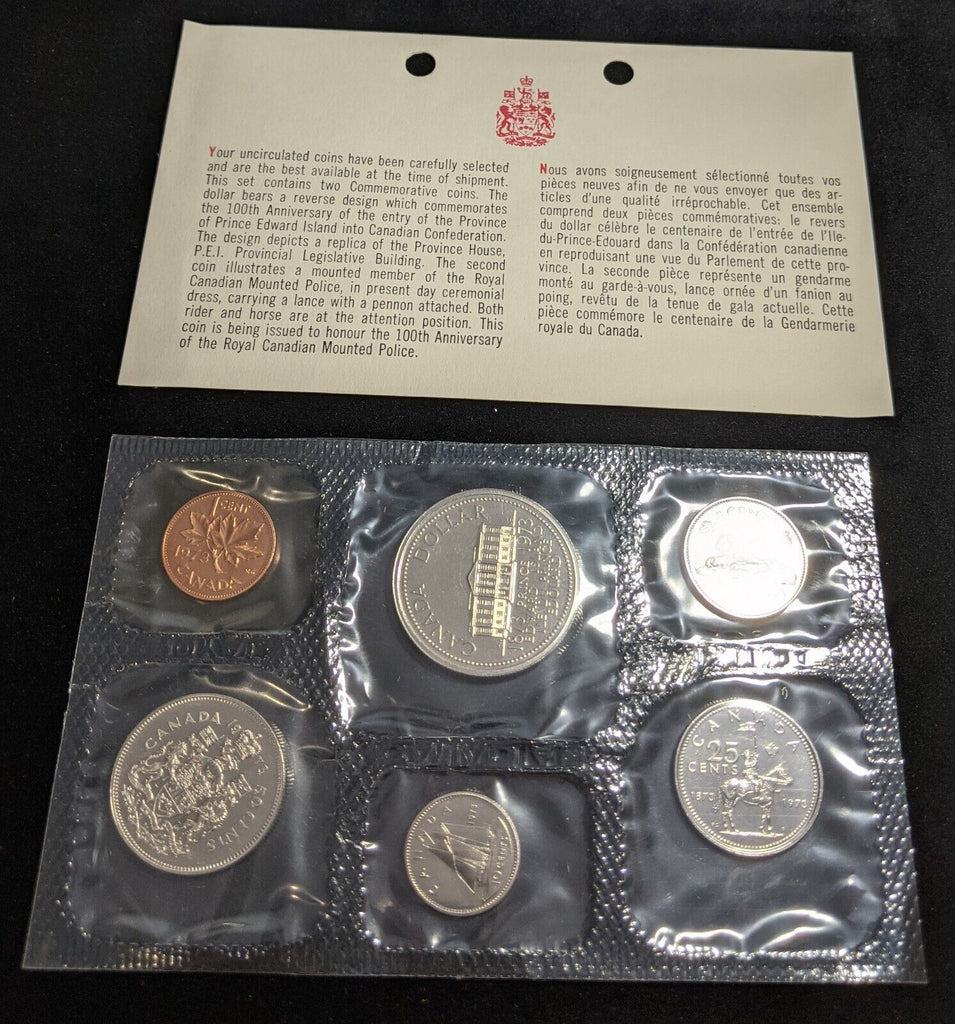 Your uncirculated coins have been carefully selected
and are the best available at the time of shipment.
This set contains two Commemorative coins. The
dollar bears a reverse design which commemorates
the 100th Anniversary of the entry of the Province
of Prince Edward Island into Canadian Confederation.
The design depicts a replica of the Province House,
P.E.I. Provincial Legislative Building. The second
coin illustrates a mounted member of the Royal
Canadian Mounted Police, in present day ceremonial
dress, carrying a lance with a pennon attached. Both
rider and horse are at the attention position. This
coin is being issued to honour the 100th Anniversary
of the Royal Canadian Mounted Police.
Nous avons soigneusement sélectionné toutes vos
pièces neuves afin de ne vous envoyer que des ar-
ticles d'une qualité irréprochable. Cet ensemble
comprend deux pièces commémoratives: le revers
du dollar célèbre le centenaire de l'entrée de l'Ile-
du-Prince-Edouard dans la Confédération canadienne
en reproduisant une vue du Parlement de cette pro-
vince. La seconde pièce représente un gendarme
monté au garde-à-vous, lance ornée d'un fanion au
poing, revêtu de la tenue de gala actuelle. Cette
pièce commémore le centenaire de la Gendarmerie
royale du Canada.
1 CENT
1973
CANADA
CANADA DOLLAR
1873 PRINCE 1973
EDWARD ISLAND
5 CENTS
CANADA 1973
50 CENTS
CANADA 1973
10 CENTS
CANADA
25
CENTS
1873 1973